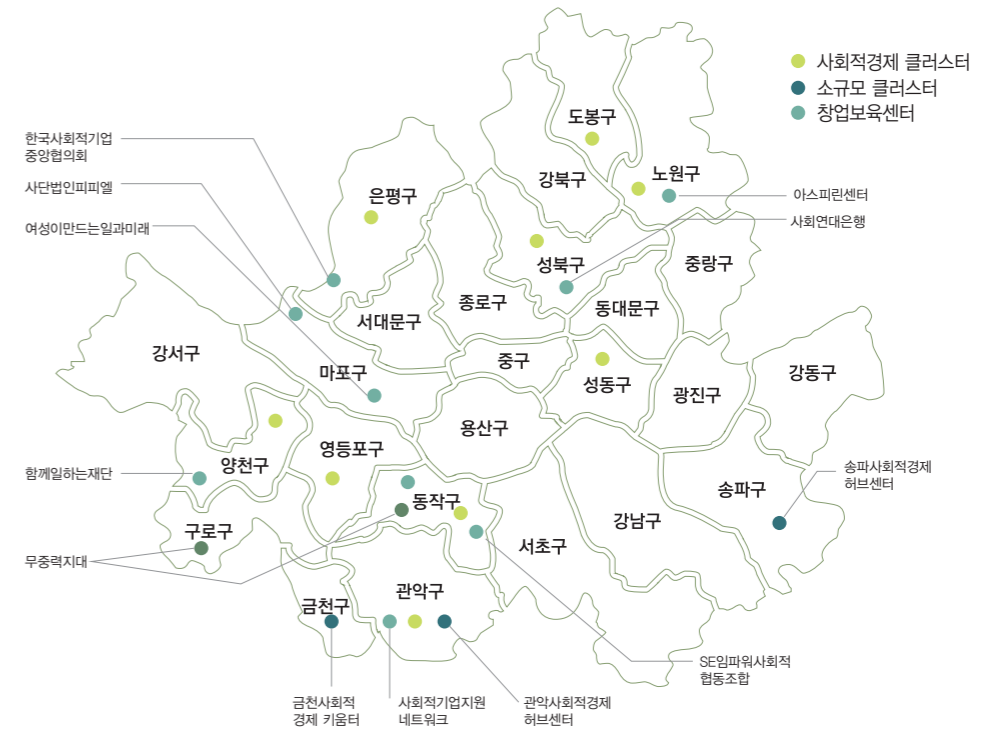 사회적경제 클러스터
소규모 클러스터
창업보육센터
도봉구
한국사회적기업
중앙협의회
노원구
강북구
사단법인피피엘
은평구
아스피린센터
사회연대은행
여성이만드는일과미래
성북구
중랑구
종로구
동대문구
서대문구
강서구
중구
마포구
성동구
강동구
광진구
용산구
영등포구
양천구
함께일하는재단
송파사회적경제
허브센터
송파구
동작구
강남구
구로구
서초구
무중력지대
관악구
금천구
SE임파워사회적
협동조합
금천사회적
경제 키움터
사회적기업지원
네트워크
관악사회적경제
허브센터